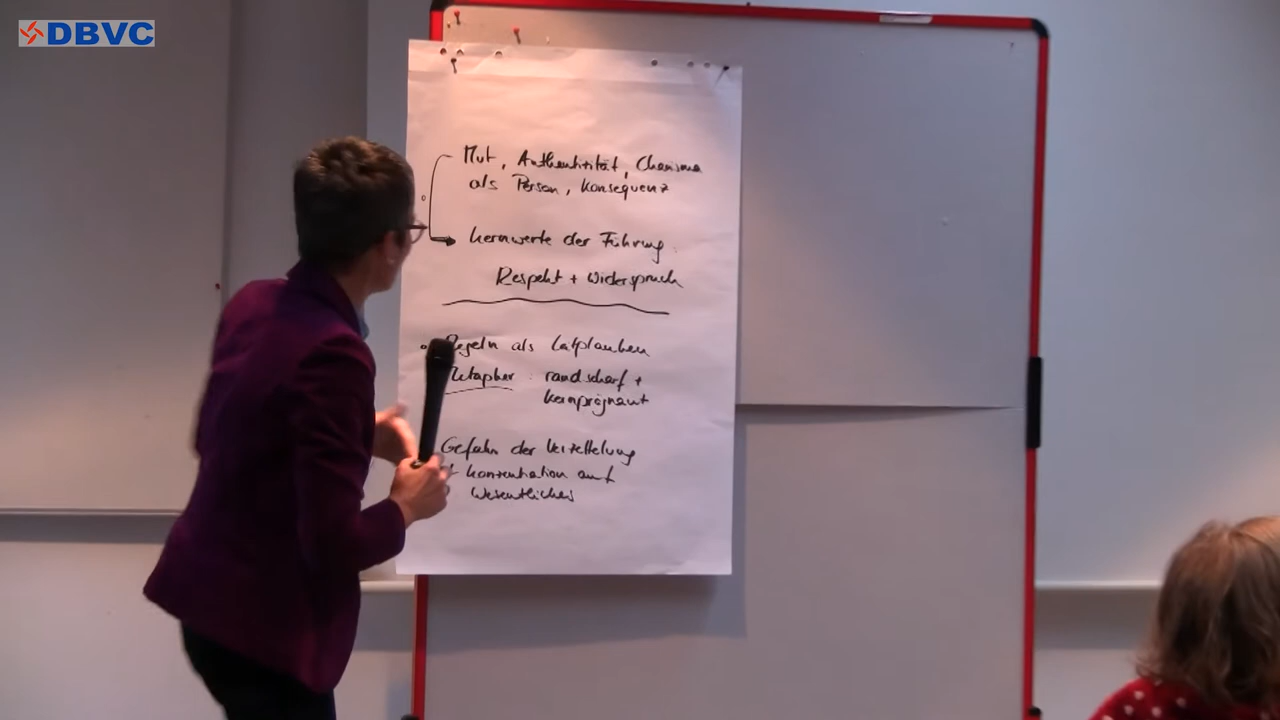 DBVC
Mut, Authentizität, Charisma
als Person, Konsequenz
Kernwerte der Führung
Respekt + Widerspruch
Regeln als Leitplanken
Metapher: randscharf +
kernprägnant
Gefahr der Verzettelung
Konzentration auf
Wesentliches